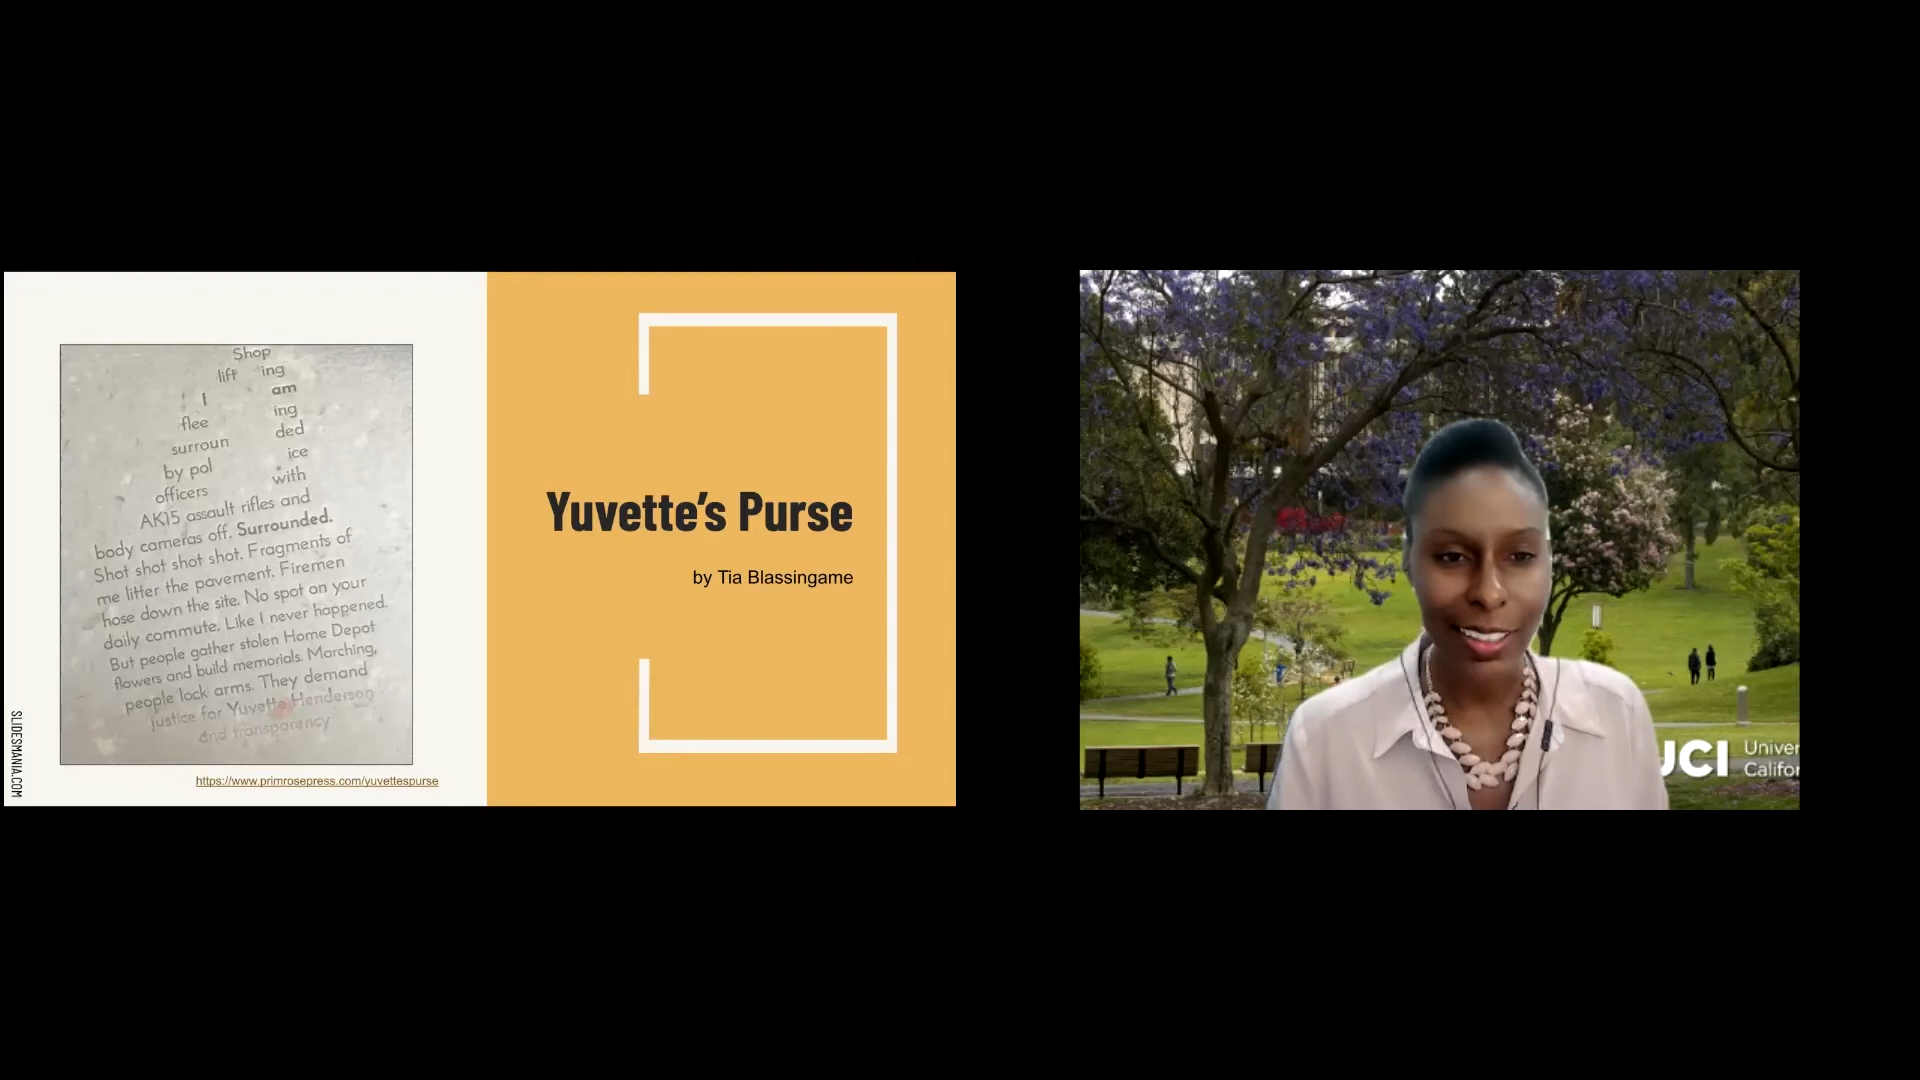 Shop
lift ing
I am
flee ing
surroun ded
by pol ice
officers with
AK15 assault rifles and
body cameras off. Surrounded.
Shot shot shot shot. Fragments of
me litter the pavement. Firemen
hose down the site. No spot on your
daily commute. Like I never happened.
But people gather stolen Home Depot
flowers and build memorials. Marching,
people lock arms. They demand
justice for Yuvette Henderson
and transparency
https://www.primrosepress.com/yuvettespurse
SLIDESMANIA.COM
Yuvette’s Purse
by Tia Blassingame
UCI Univer
Califor